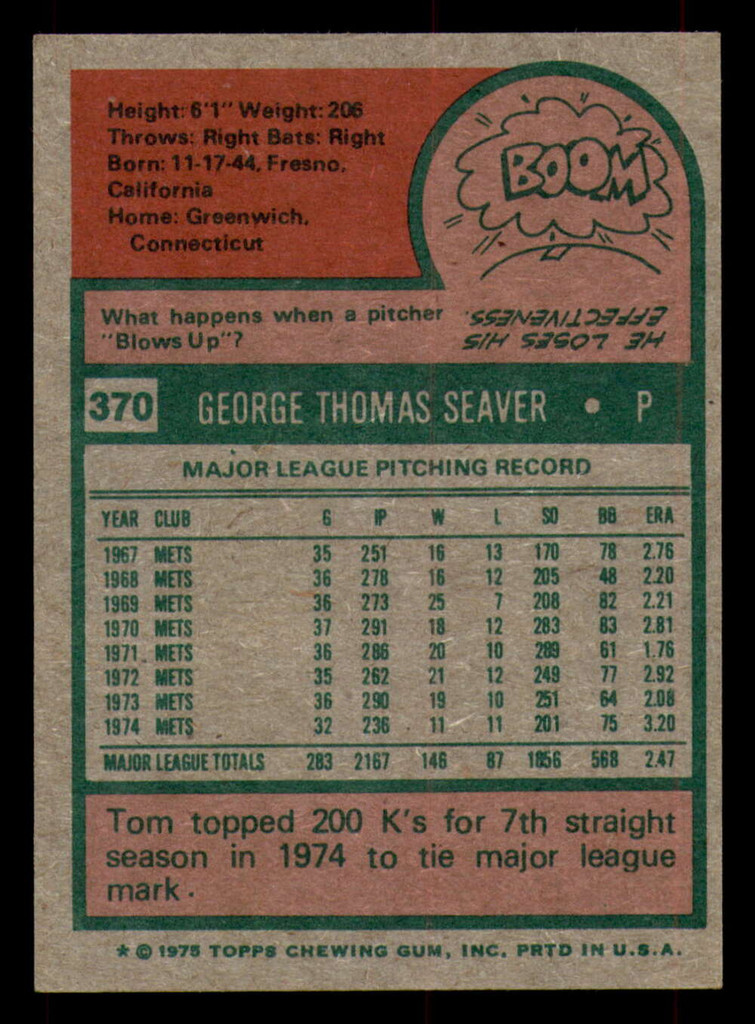 Height: 6'1" Weight: 206
Throws: Right Bats: Right
Born: 11-17-44, Fresno,
California
Home: Greenwich,
Connecticut
BOOM
What happens when a pitcher
"Blows Up"?
HE LOSES HIS
EFFECTIVENESS.
370 GEORGE THOMAS SEAVER • P
MAJOR LEAGUE PITCHING RECORD
YEAR CLUB G IP W L SO BB ERA
1967 METS 35 251 16 13 170 78 2.76
1968 METS 36 278 16 12 205 48 2.20
1969 METS 36 273 25 7 208 82 2.21
1970 METS 37 291 18 12 283 83 2.81
1971 METS 36 286 20 10 289 61 1.76
1972 METS 35 262 21 12 249 77 2.92
1973 METS 36 290 19 10 251 64 2.08
1974 METS 32 236 11 11 201 75 3.20
MAJOR LEAGUE TOTALS 283 2167 146 87 1856 568 2.47
Tom topped 200 K's for 7th straight
season in 1974 to tie major league
mark.
* © 1975 TOPPS CHEWING GUM, INC. PRTD IN U.S.A.